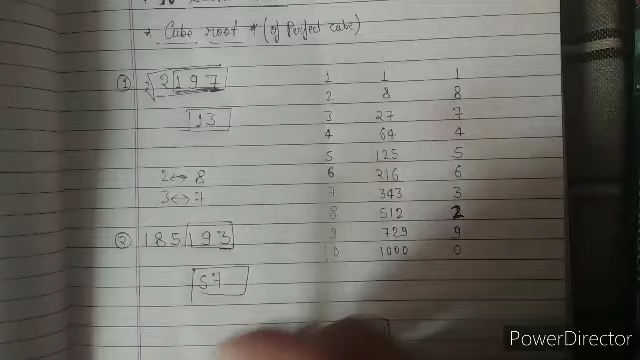 * Cube root * (of Perfect cube)
① ∛2197
13
2 ↔ 8
3 ↔ 7
② 185193
57
1 1 1
2 8 8
3 27 7
4 64 4
5 125 5
6 216 6
7 343 3
8 512 2
9 729 9
10 1000 0
PowerDirector